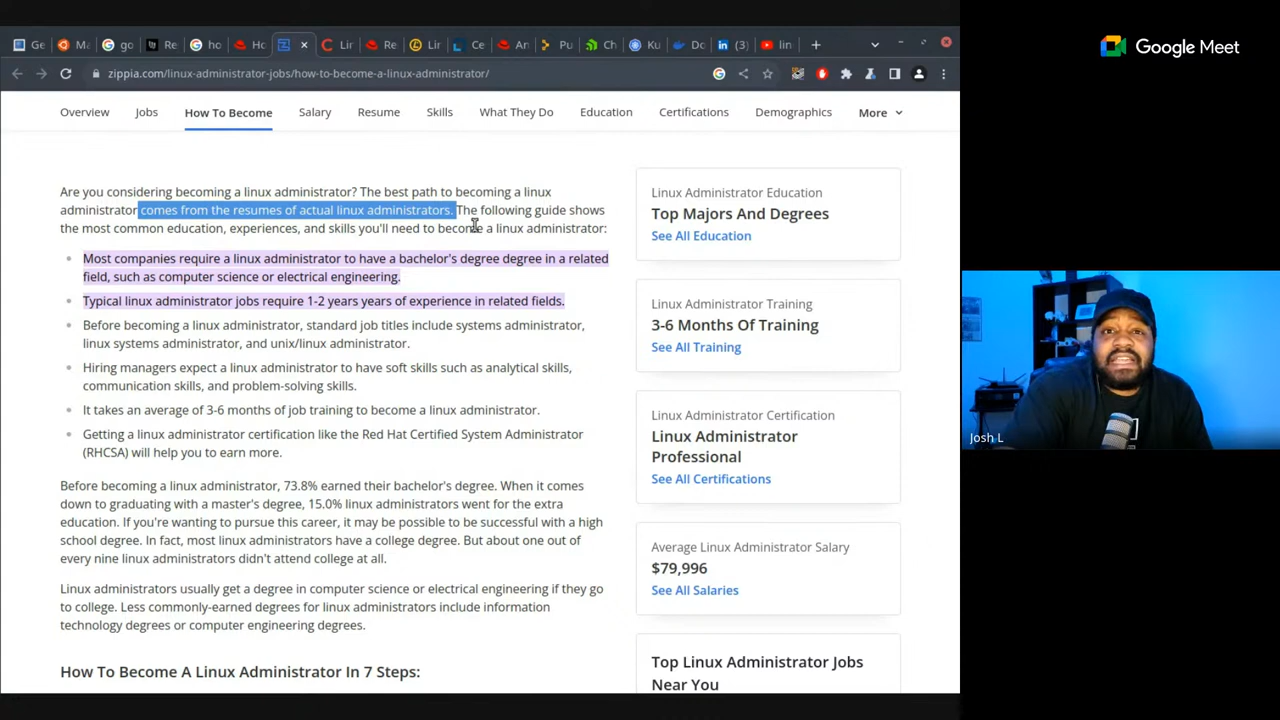 Ge
Ma
go
Re
ho
Ho
Lir
Re
Lir
Ce
An
Pu
Ch
Ku
Do
(3)
lin
zippia.com/linux-administrator-jobs/how-to-become-a-linux-administrator/
Google Meet
Overview Jobs How To Become Salary Resume Skills What They Do Education Certifications Demographics More
Are you considering becoming a linux administrator? The best path to becoming a linux
administrator comes from the resumes of actual linux administrators. The following guide shows
the most common education, experiences, and skills you'll need to become a linux administrator:
Most companies require a linux administrator to have a bachelor's degree degree in a related
field, such as computer science or electrical engineering.
Typical linux administrator jobs require 1-2 years years of experience in related fields.
Before becoming a linux administrator, standard job titles include systems administrator,
linux systems administrator, and unix/linux administrator.
Hiring managers expect a linux administrator to have soft skills such as analytical skills,
communication skills, and problem-solving skills.
It takes an average of 3-6 months of job training to become a linux administrator.
Getting a linux administrator certification like the Red Hat Certified System Administrator
(RHCSA) will help you to earn more.
Before becoming a linux administrator, 73.8% earned their bachelor's degree. When it comes
down to graduating with a master's degree, 15.0% linux administrators went for the extra
education. If you're wanting to pursue this career, it may be possible to be successful with a high
school degree. In fact, most linux administrators have a college degree. But about one out of
every nine linux administrators didn't attend college at all.
Linux administrators usually get a degree in computer science or electrical engineering if they go
to college. Less commonly-earned degrees for linux administrators include information
technology degrees or computer engineering degrees.
How To Become A Linux Administrator In 7 Steps:
Linux Administrator Education
Top Majors And Degrees
See All Education
Linux Administrator Training
3-6 Months Of Training
See All Training
Linux Administrator Certification
Linux Administrator
Professional
See All Certifications
Average Linux Administrator Salary
$79,996
See All Salaries
Top Linux Administrator Jobs
Near You
Josh L